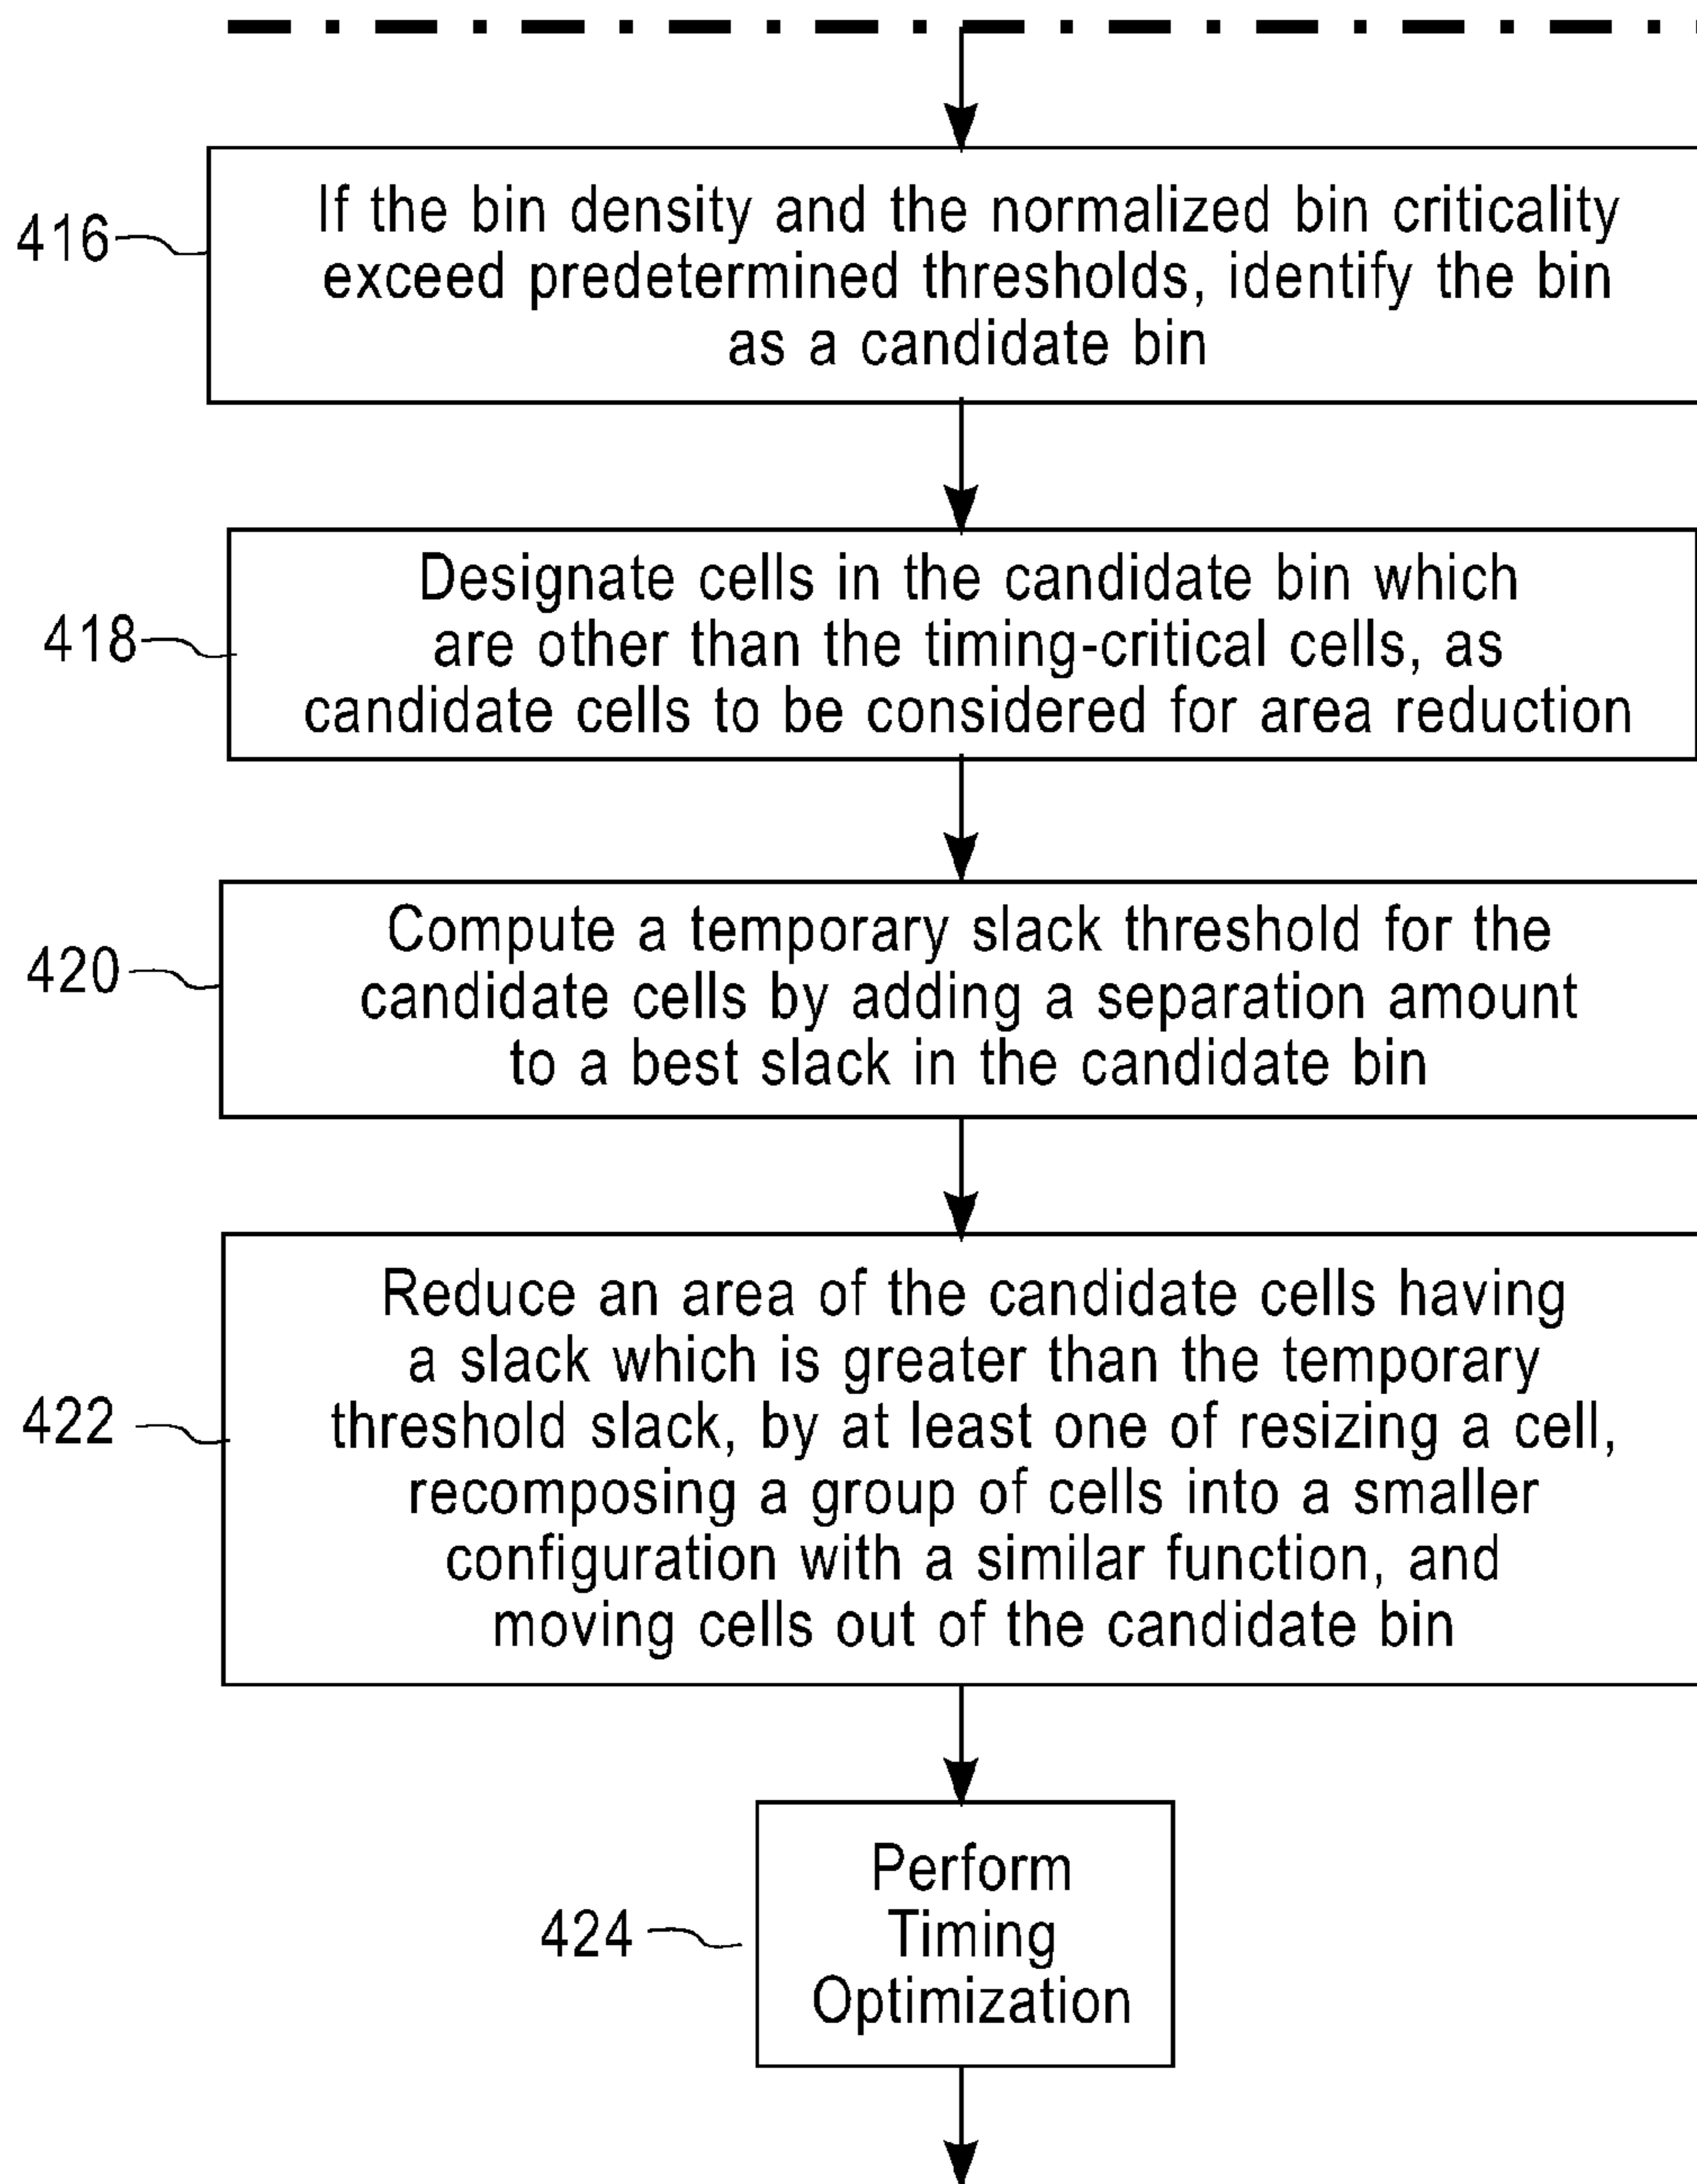 416
If the bin density and the normalized bin criticality
exceed predetermined thresholds, identify the bin
as a candidate bin
418
Designate cells in the candidate bin which
are other than the timing-critical cells, as
candidate cells to be considered for area reduction
420
Compute a temporary slack threshold for the
candidate cells by adding a separation amount
to a best slack in the candidate bin
422
Reduce an area of the candidate cells having
a slack which is greater than the temporary
threshold slack, by at least one of resizing a cell,
recomposing a group of cells into a smaller
configuration with a similar function, and
moving cells out of the candidate bin
424
Perform
Timing
Optimization